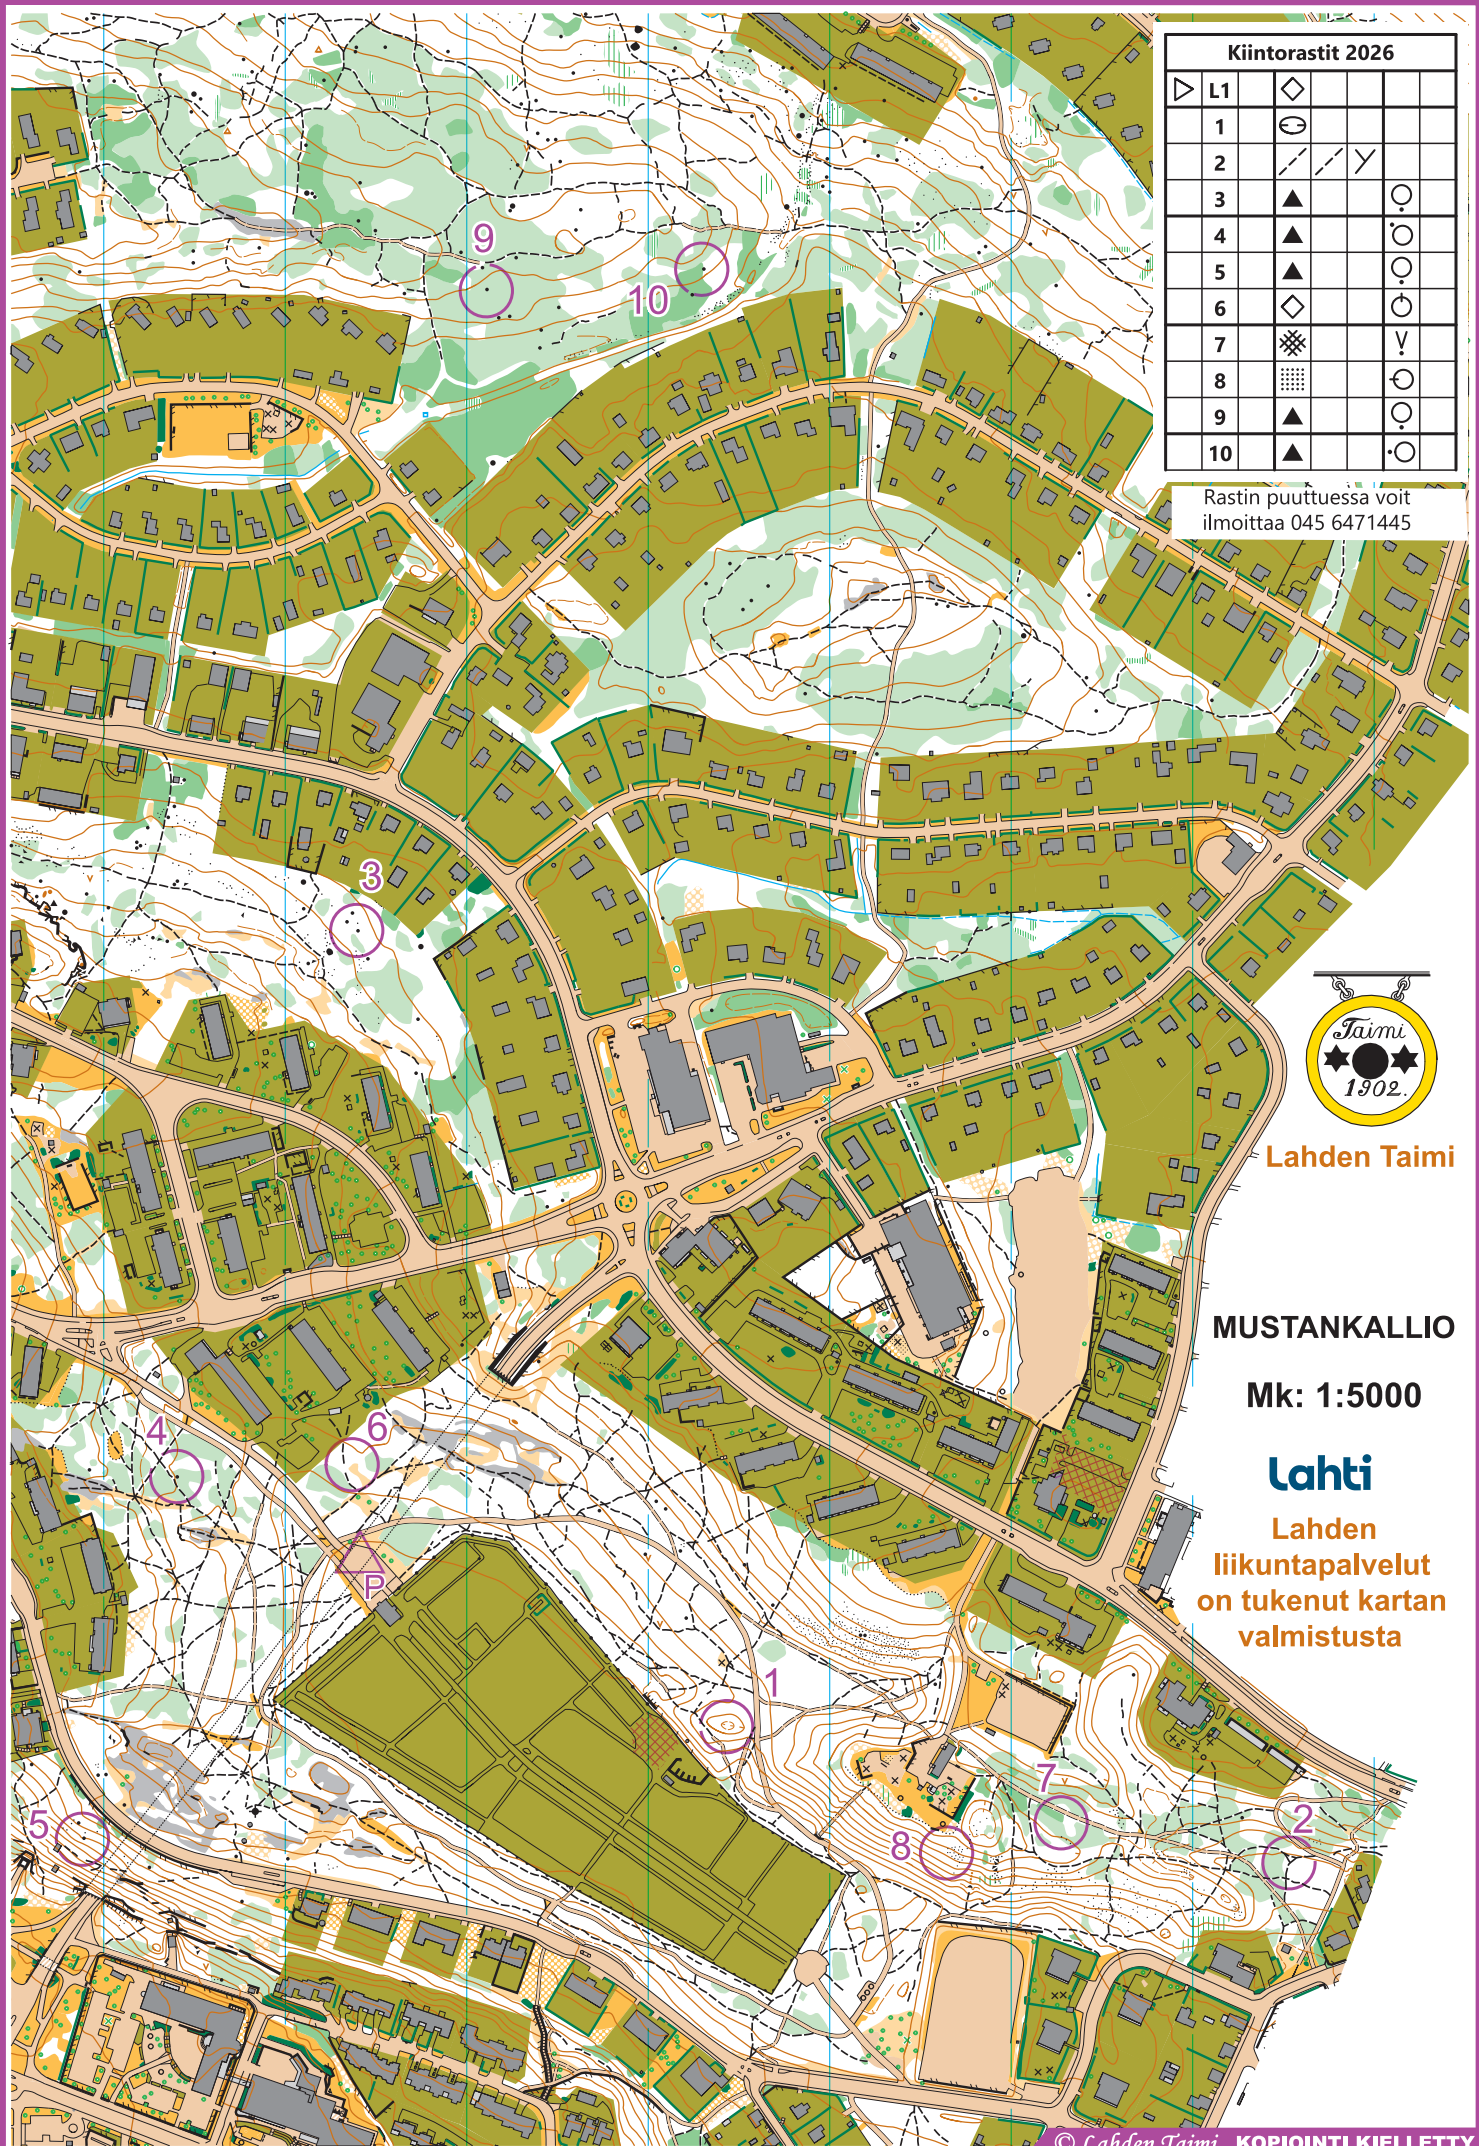 Kiintorastit 2026
L1
1
2
3
4
5
6
7
8
9
10
Rastin puuttuessa voit
ilmoittaa 045 6471445
9
10
3
Taimi
1902.
Lahden Taimi
MUSTANKALLIO
Mk: 1:5000
Lahti
Lahden
liikuntapalvelut
on tukenut kartan
valmistusta
4
6
P
1
5
7
8
2
© Lahden Taimi KOPIOINTI KIELLETTY